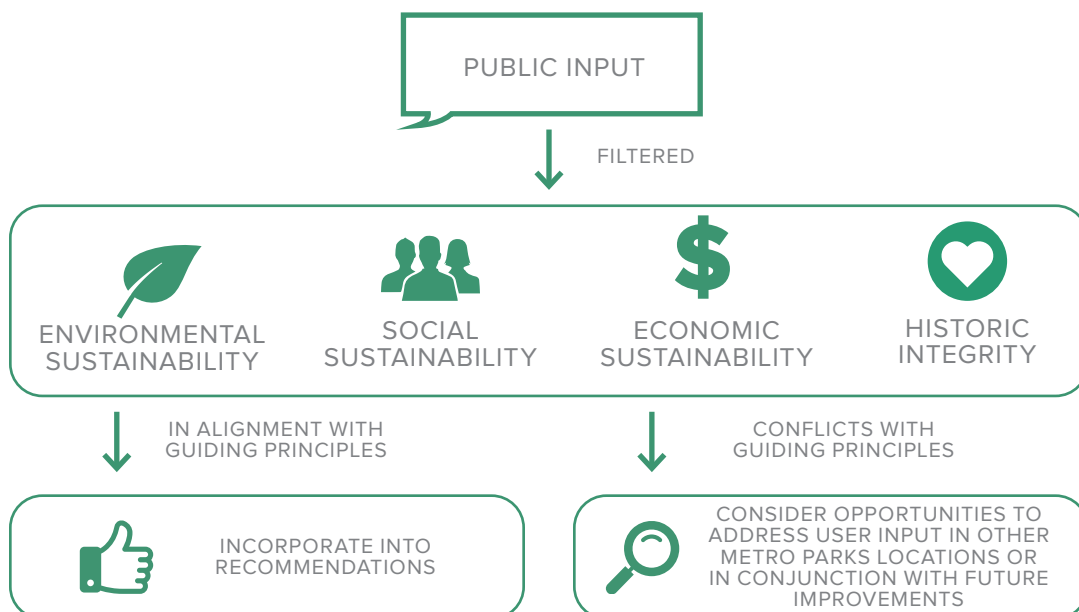 PUBLIC INPUT
FILTERED
ENVIRONMENTAL
SUSTAINABILITY
SOCIAL
SUSTAINABILITY
$
ECONOMIC
SUSTAINABILITY
HISTORIC
INTEGRITY
IN ALIGNMENT WITH
GUIDING PRINCIPLES
CONFLICTS WITH
GUIDING PRINCIPLES
INCORPORATE INTO
RECOMMENDATIONS
CONSIDER OPPORTUNITIES TO
ADDRESS USER INPUT IN OTHER
METRO PARKS LOCATIONS OR
IN CONJUNCTION WITH FUTURE
IMPROVEMENTS